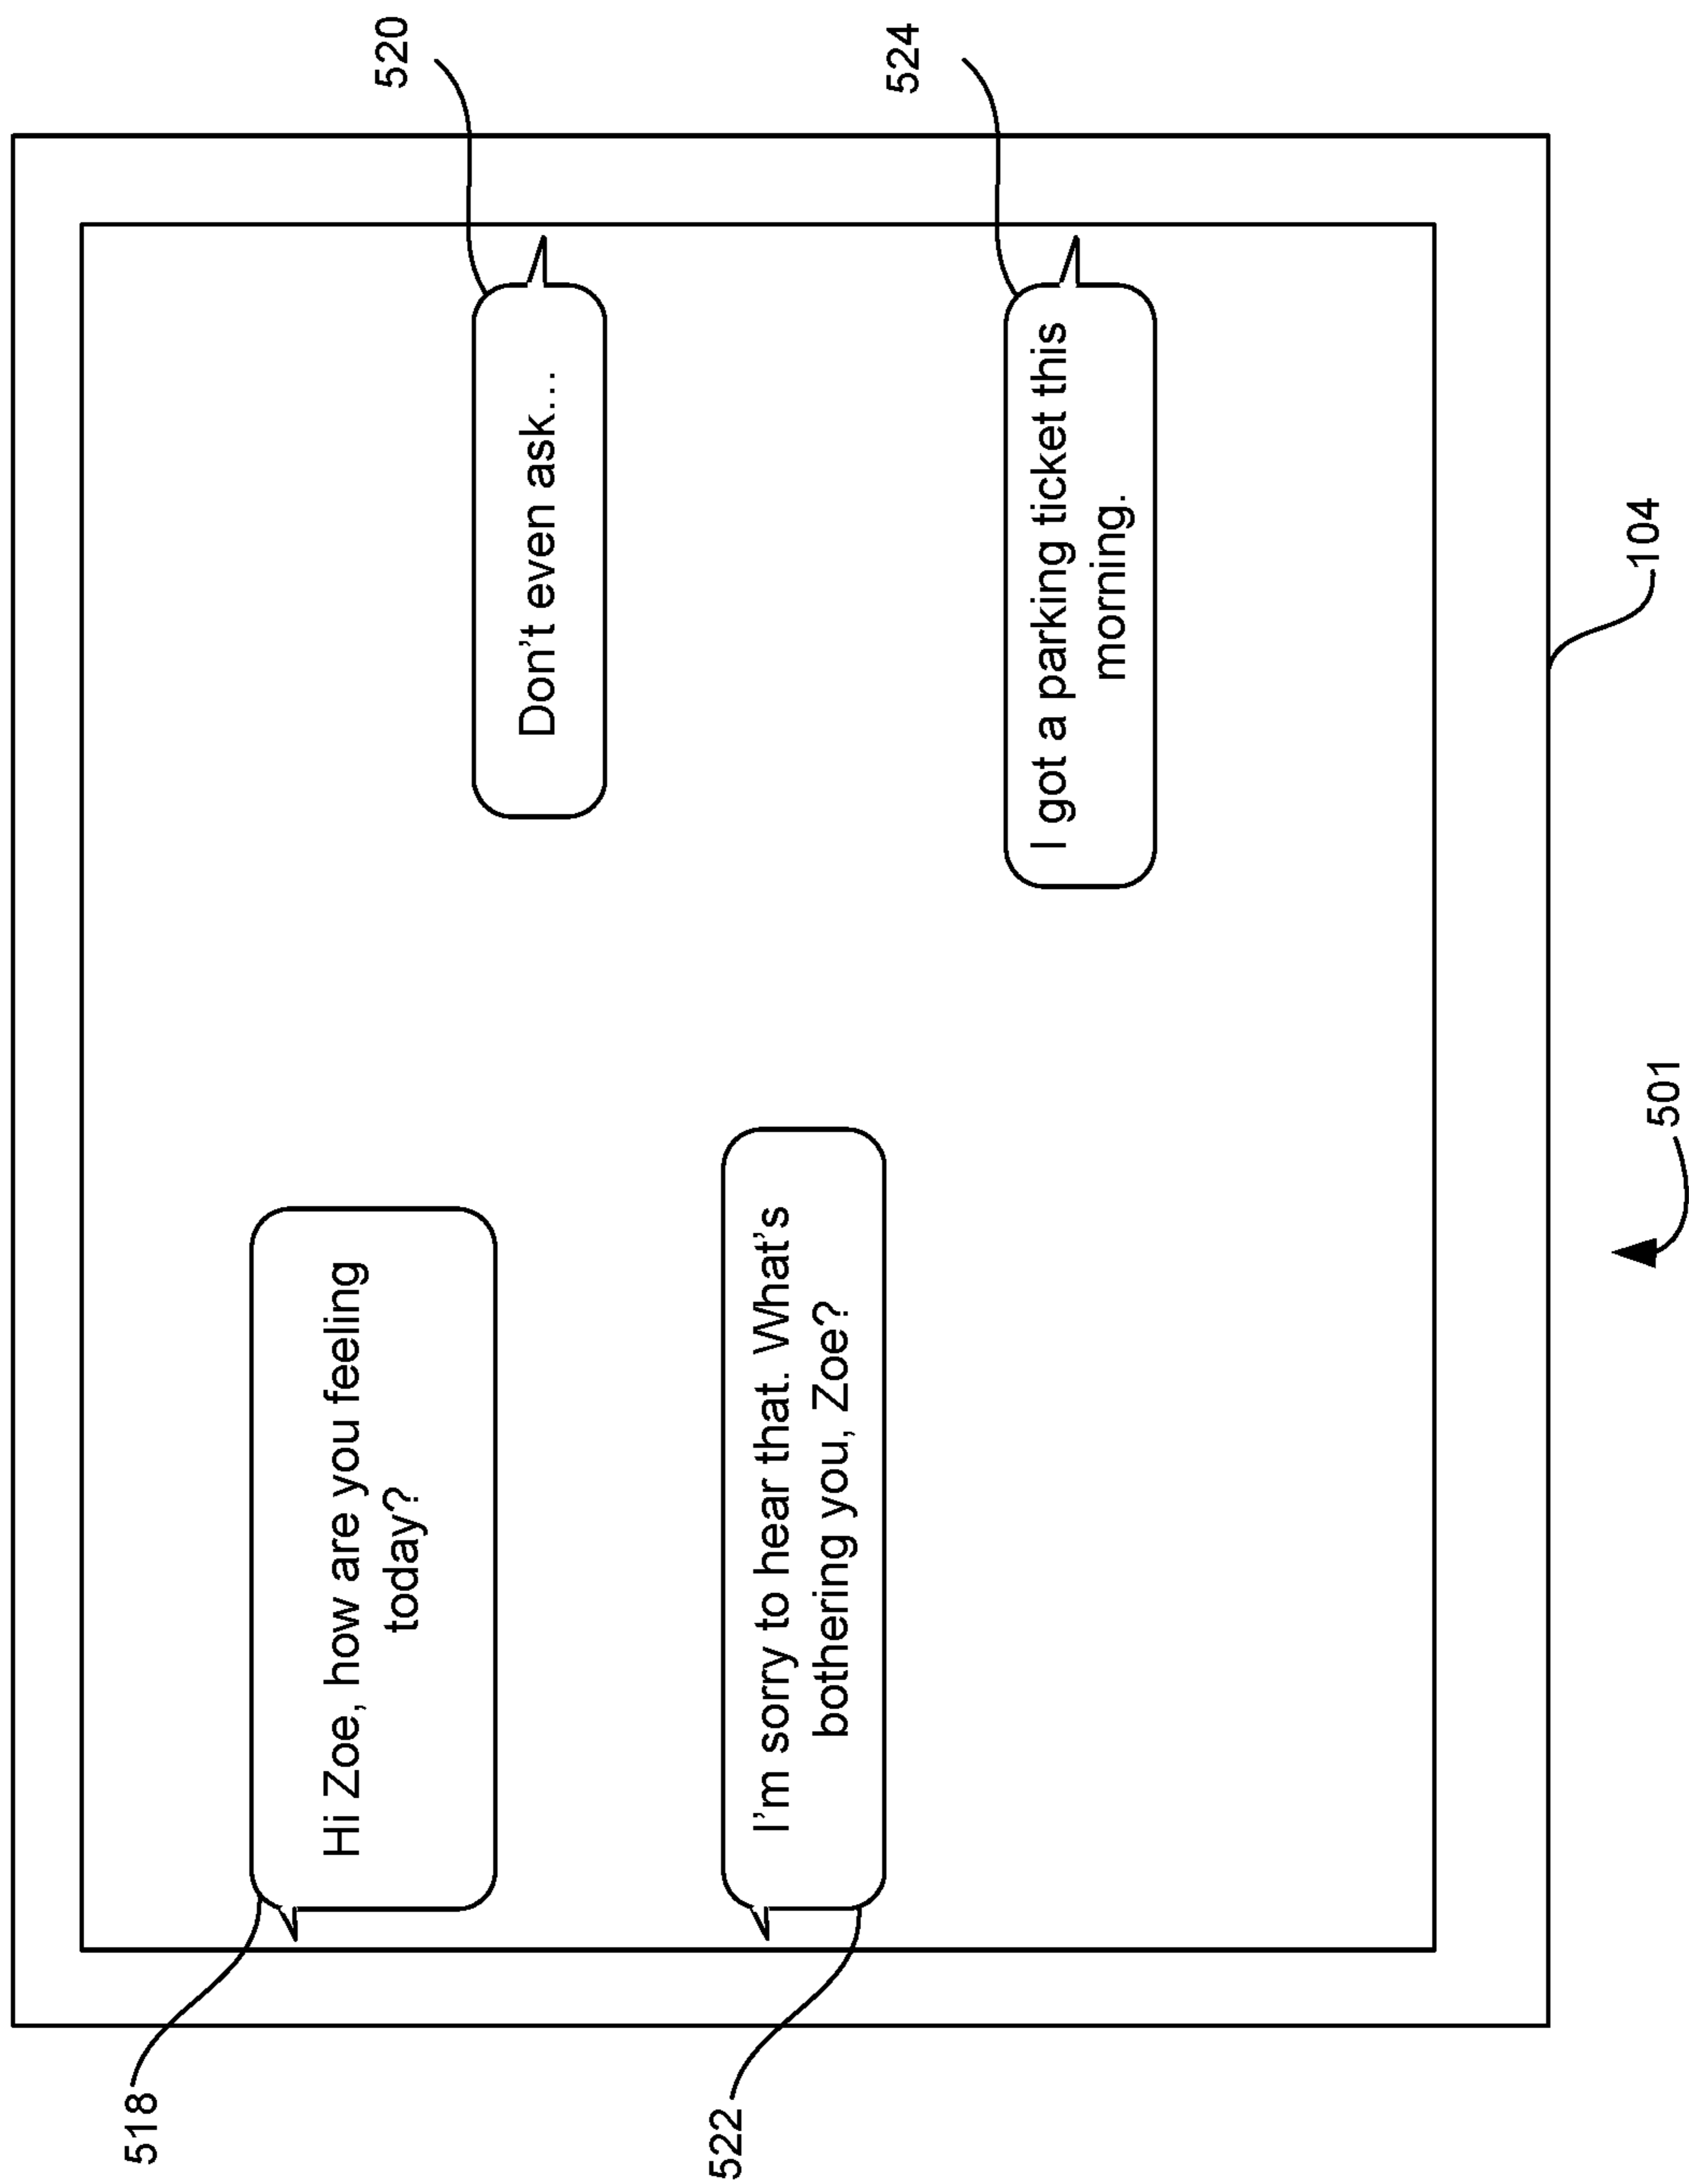 518
Hi Zoe, how are you feeling
today?
520
Don't even ask...
522
I'm sorry to hear that. What's
bothering you, Zoe?
524
I got a parking ticket this
morning.
501
104